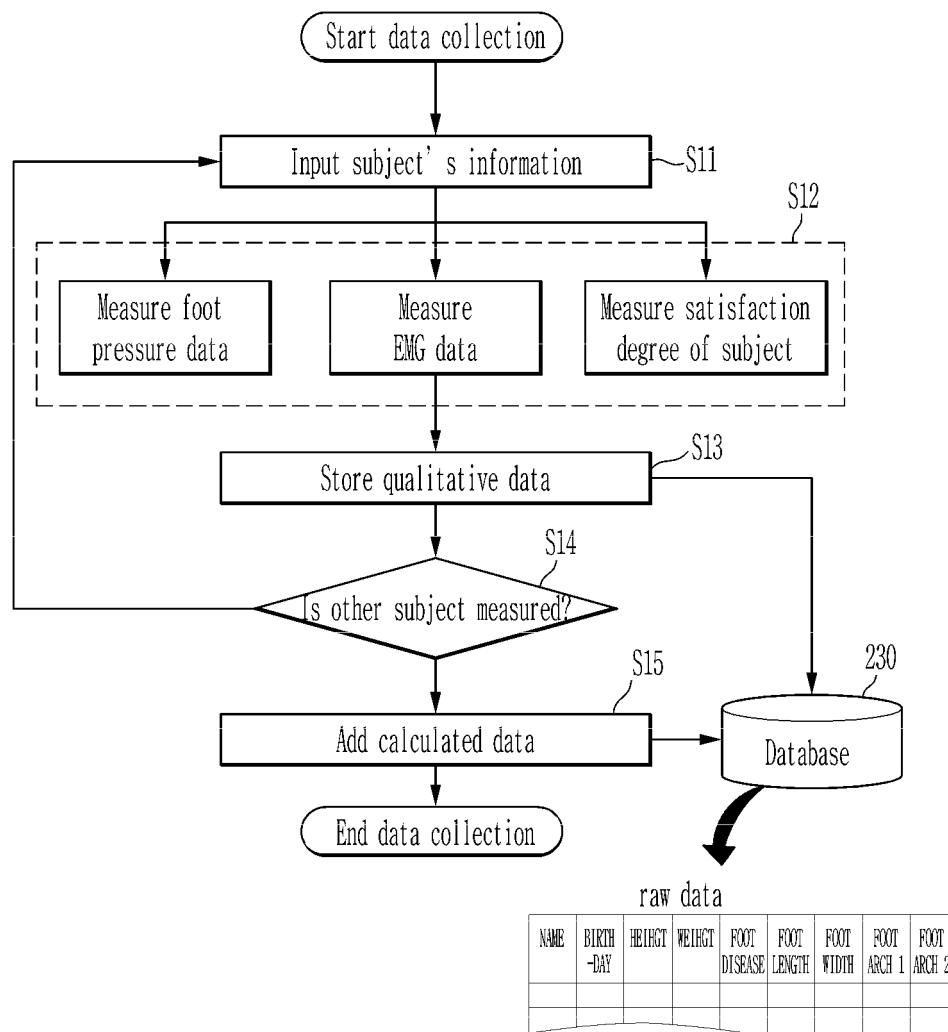 Start data collection
Input subject's information
S11
S12
Measure foot
pressure data
Measure
EMG data
Measure satisfaction
degree of subject
Store qualitative data
S13
Is other subject measured?
S14
Add calculated data
S15
230
Database
End data collection
raw data
NAME
BIRTH
-DAY
HEIHGT
WEIHGT
FOOT
DISEASE
FOOT
LENGTH
FOOT
WIDTH
FOOT
ARCH 1
FOOT
ARCH 2